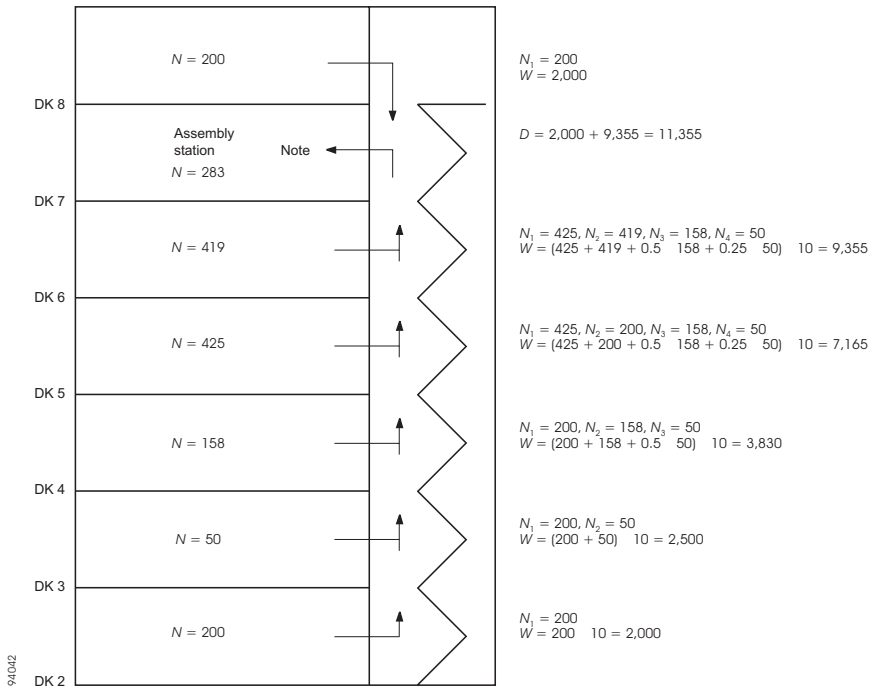 N = 200
N₁ = 200
W = 2,000
DK 8
Assembly
station
Note
N = 283
D = 2,000 + 9,355 = 11,355
DK 7
N = 419
N₁ = 425, N₂ = 419, N₃ = 158, N₄ = 50
W = (425 + 419 + 0.5 158 + 0.25 50) 10 = 9,355
DK 6
N = 425
N₁ = 425, N₂ = 200, N₃ = 158, N₄ = 50
W = (425 + 200 + 0.5 158 + 0.25 50) 10 = 7,165
DK 5
N = 158
N₁ = 200, N₂ = 158, N₃ = 50
W = (200 + 158 + 0.5 50) 10 = 3,830
DK 4
N = 50
N₁ = 200, N₂ = 50
W = (200 + 50) 10 = 2,500
DK 3
N = 200
N₁ = 200
W = 200 10 = 2,000
DK 2
94042